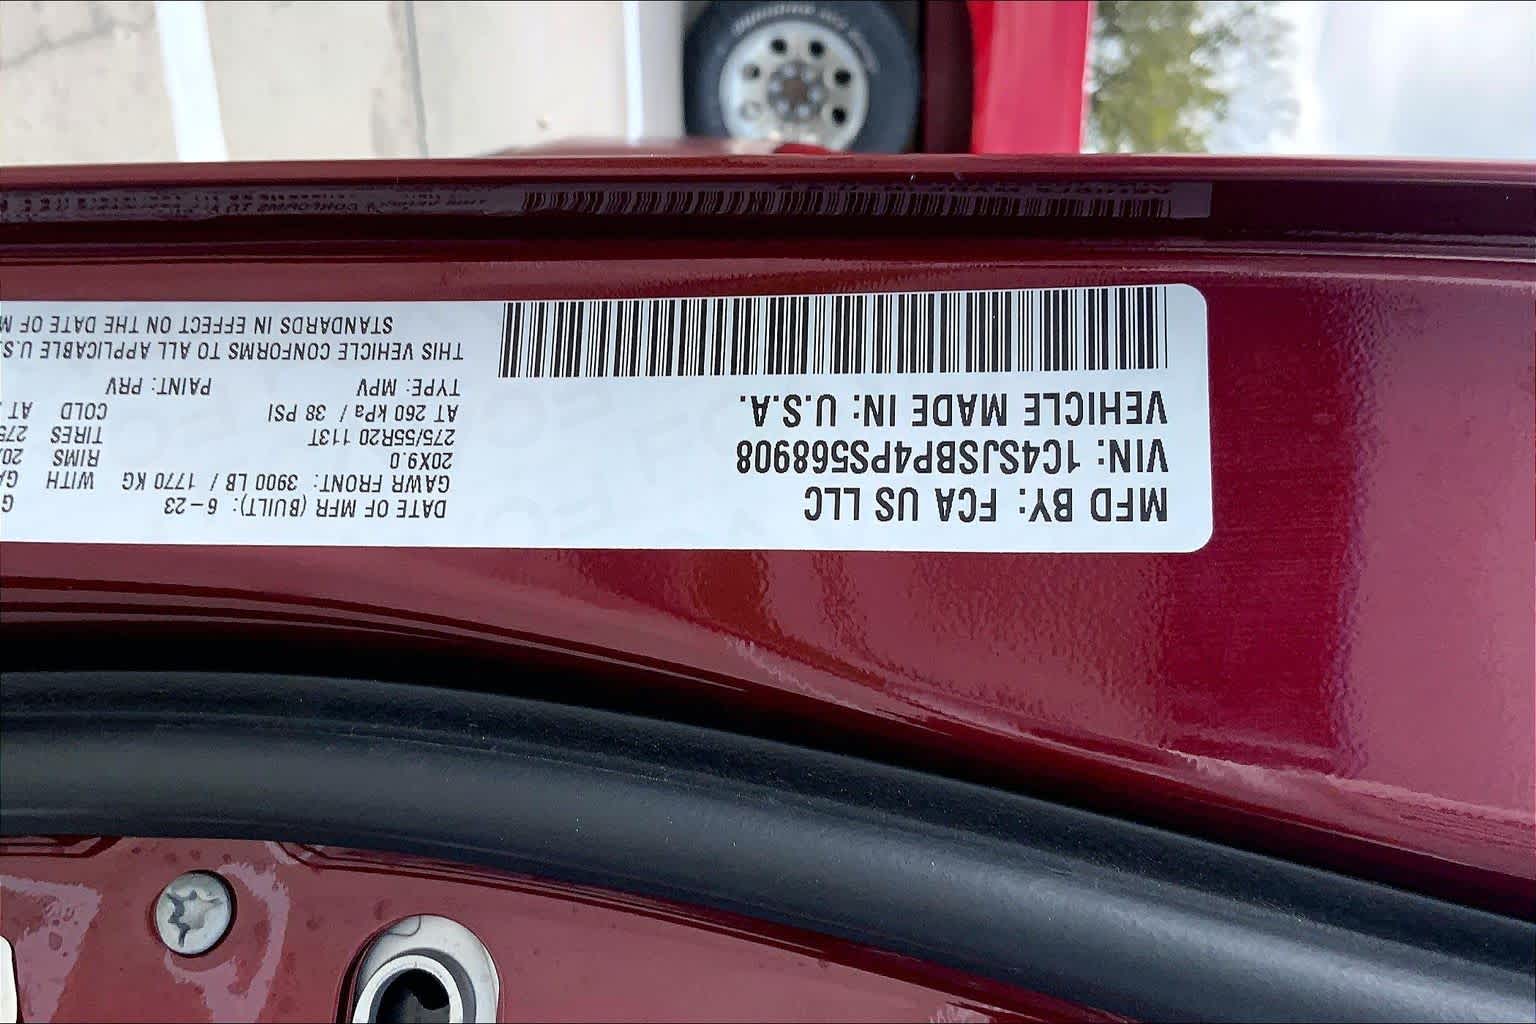 MFD BY: FCA US LLC
VIN: 1C4SJSBP4PS568908
VEHICLE MADE IN: U.S.A.
DATE OF MFR (BUILT): 6-23
GAWR FRONT: 3900 LB / 1770 KG WITH
20X9.0 RIMS
275/55R20 113T TIRES
AT 260 kPa / 38 PSI COLD AT
TYPE: MPV PAINT: PRV
THIS VEHICLE CONFORMS TO ALL APPLICABLE U.S.
STANDARDS IN EFFECT ON THE DATE OF M